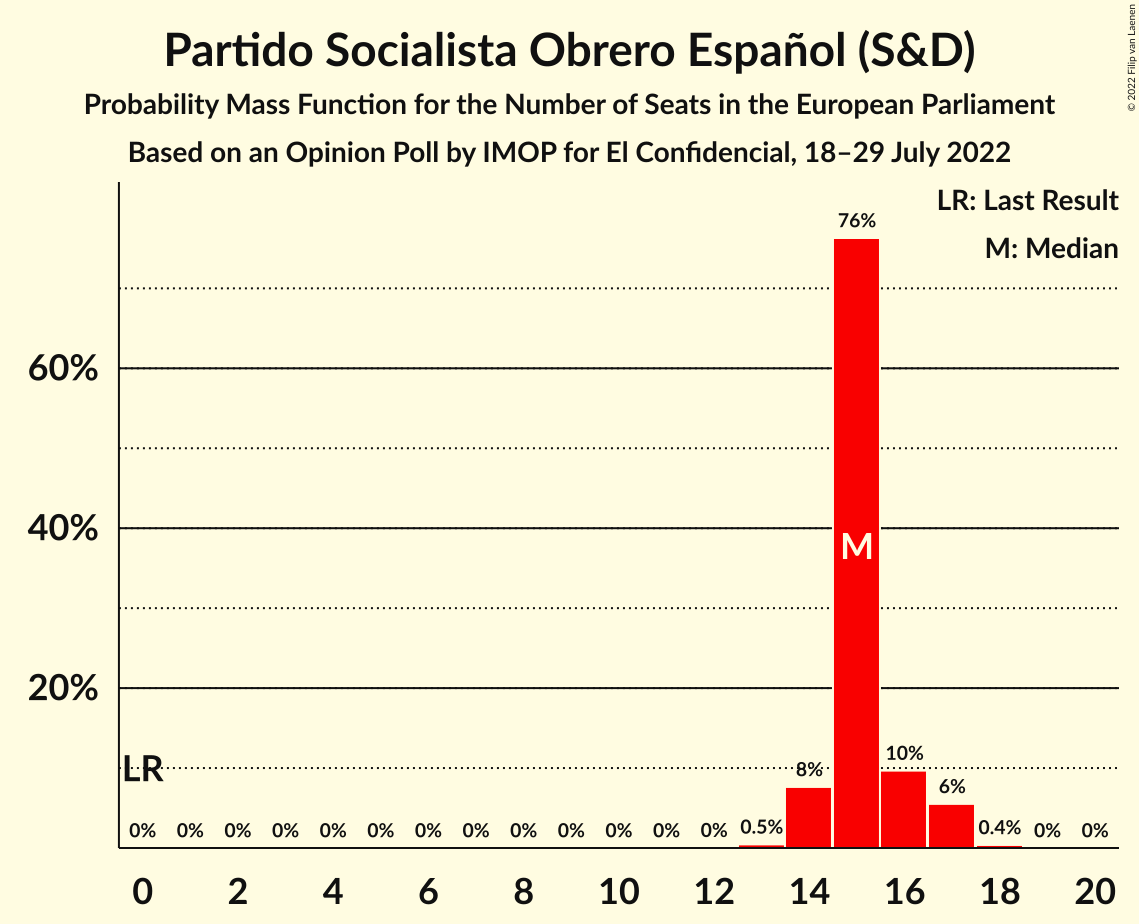 Partido Socialista Obrero Español (S&D)
Probability Mass Function for the Number of Seats in the European Parliament
Based on an Opinion Poll by IMOP for El Confidencial, 18–29 July 2022
© 2022 Filip van Laenen
LR: Last Result
M: Median
76%
60%
40%
M
20%
LR
0% 0% 0% 0% 0% 0% 0% 0% 0% 0% 0% 0% 0% 0.5% 8% 10% 6% 0.4% 0% 0%
0 2 4 6 8 10 12 14 16 18 20